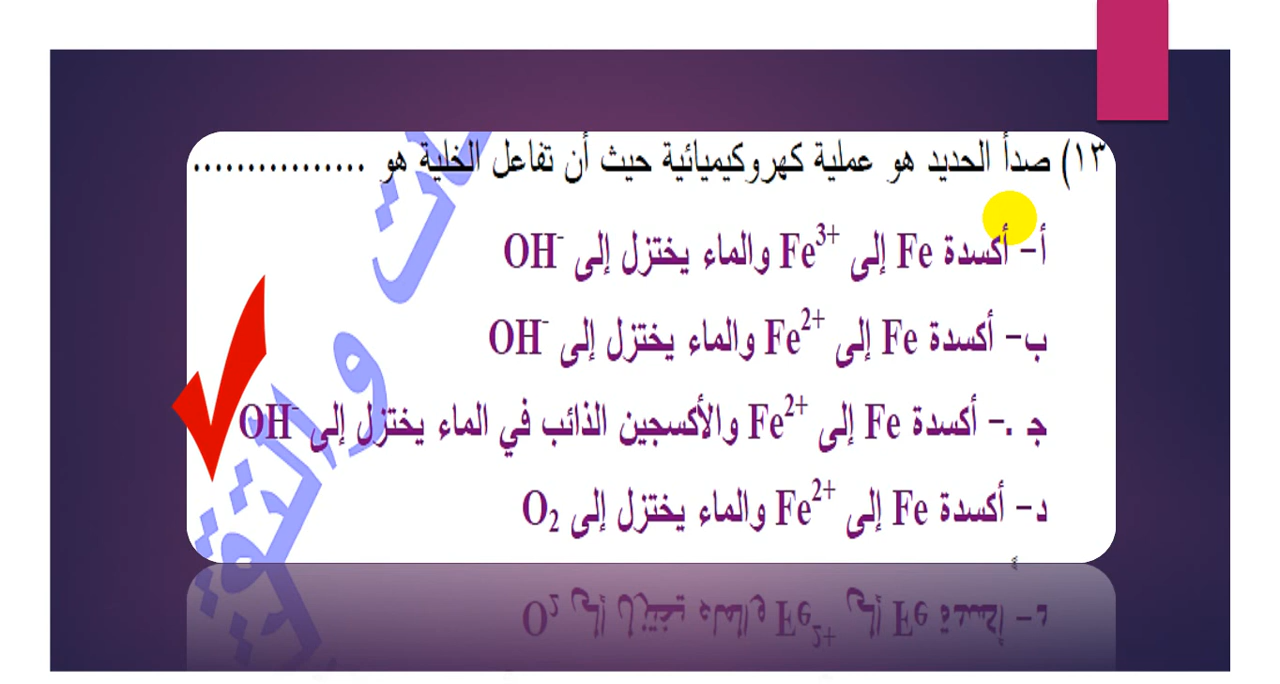 ١٣) صدأ الحديد هو عملية كهروكيميائية حيث أن تفاعل الخلية هو ................
أ- أكسدة Fe إلى Fe³⁺ والماء يختزل إلى OH⁻
ب- أكسدة Fe إلى Fe²⁺ والماء يختزل إلى OH⁻
ج .- أكسدة Fe إلى Fe²⁺ والأكسجين الذائب في الماء يختزل إلى OH⁻
د- أكسدة Fe إلى Fe²⁺ والماء يختزل إلى O₂